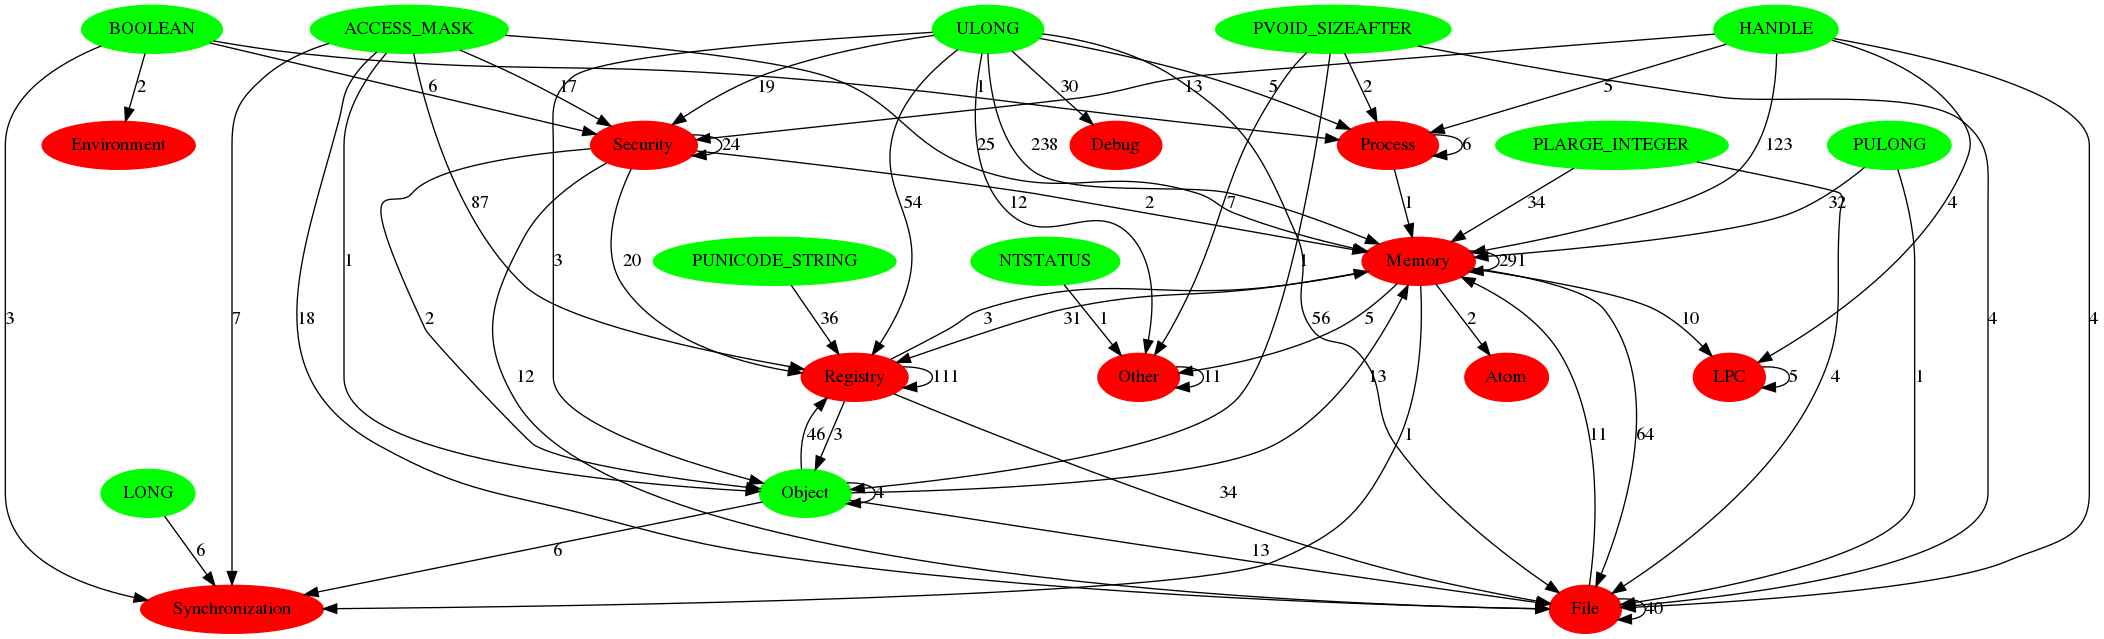 BOOLEAN ACCESS_MASK ULONG PVOID_SIZEAFTER HANDLE
2 6 17 19 30 1 5 2 13 5
Environment Security 24 Debug Process 6 PLARGE_INTEGER PULONG
25 238 123
87 54 12 2 7 1 34 32 4
PUNICODE_STRING NTSTATUS Memory 291
1 20 3 1
3 7 18 2 36 3 31 1 56 5 2 10 4 4
Registry 111 Other 11 Atom LPC 5
12 13 4 1
46 3 1 11 64
LONG Object 4 34
6 6 13
Synchronization File 40